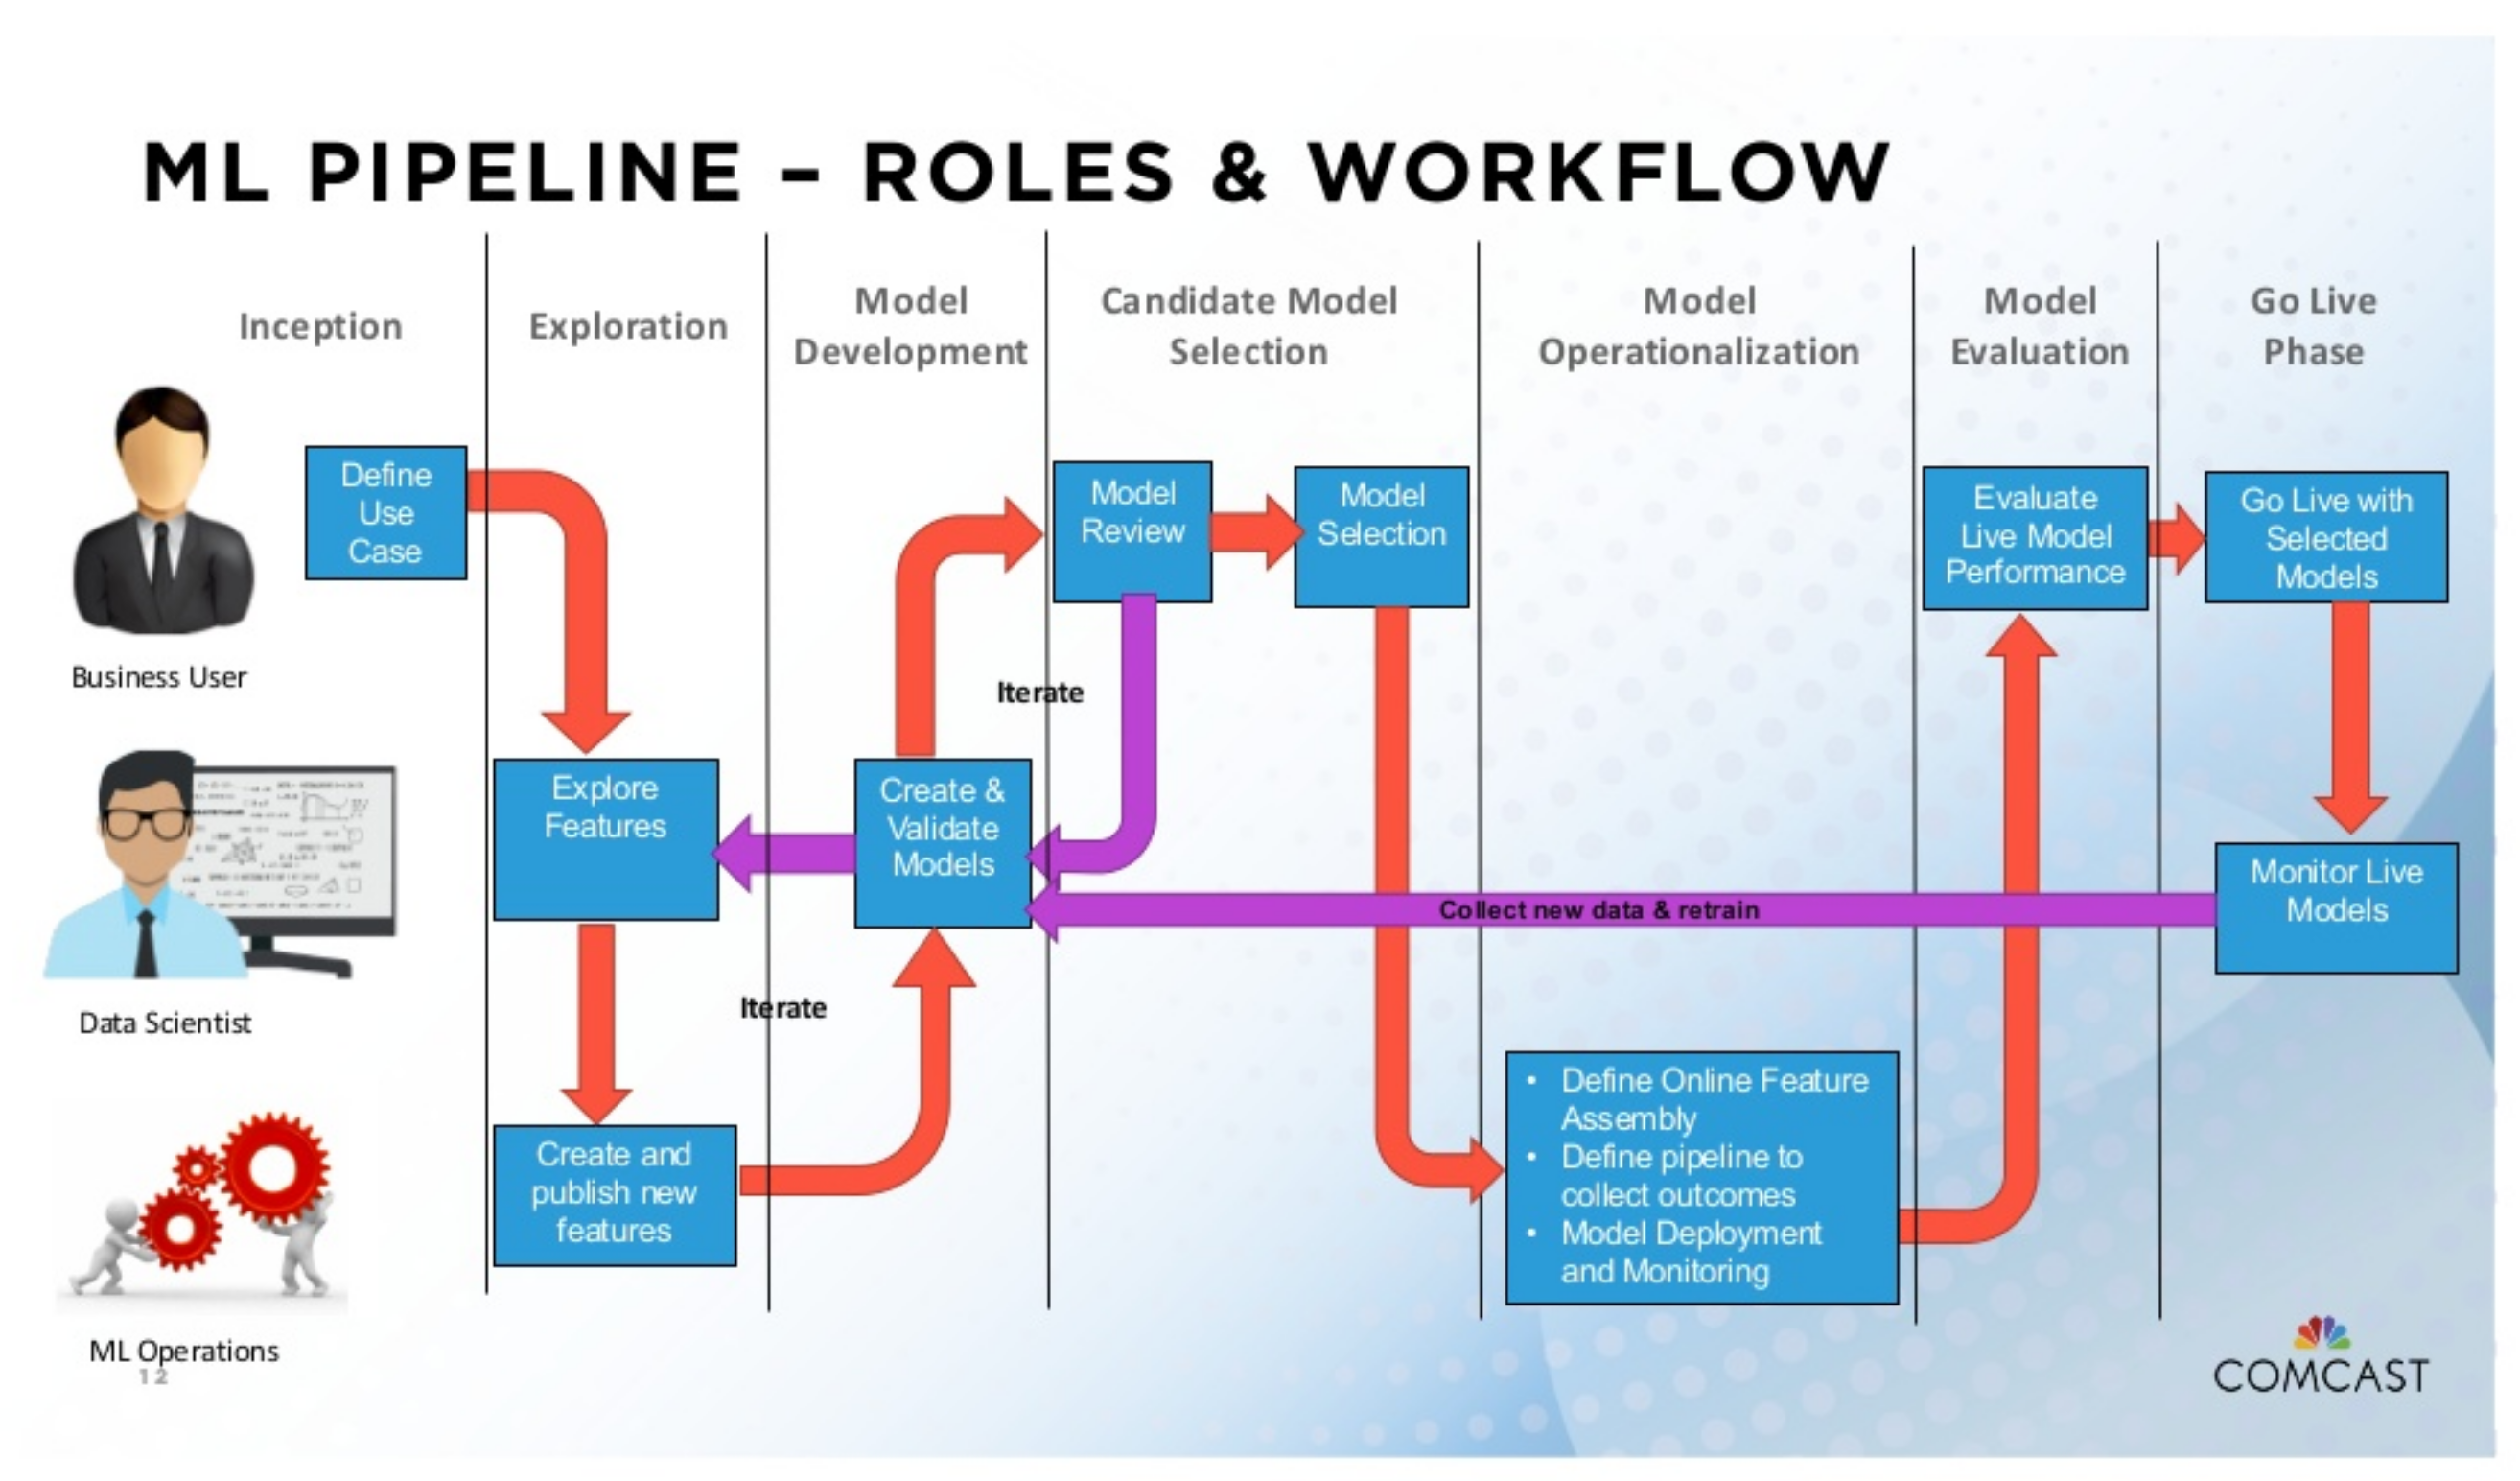 ML PIPELINE – ROLES & WORKFLOW
Inception
Exploration
Model
Development
Candidate Model
Selection
Model
Operationalization
Model
Evaluation
Go Live
Phase
Define
Use
Case
Model
Review
Model
Selection
Evaluate
Live Model
Performance
Go Live with
Selected
Models
Business User
Iterate
Explore
Features
Create &
Validate
Models
Collect new data & retrain
Monitor Live
Models
Data Scientist
Iterate
Create and
publish new
features
• Define Online Feature
Assembly
• Define pipeline to
collect outcomes
• Model Deployment
and Monitoring
ML Operations
12
COMCAST